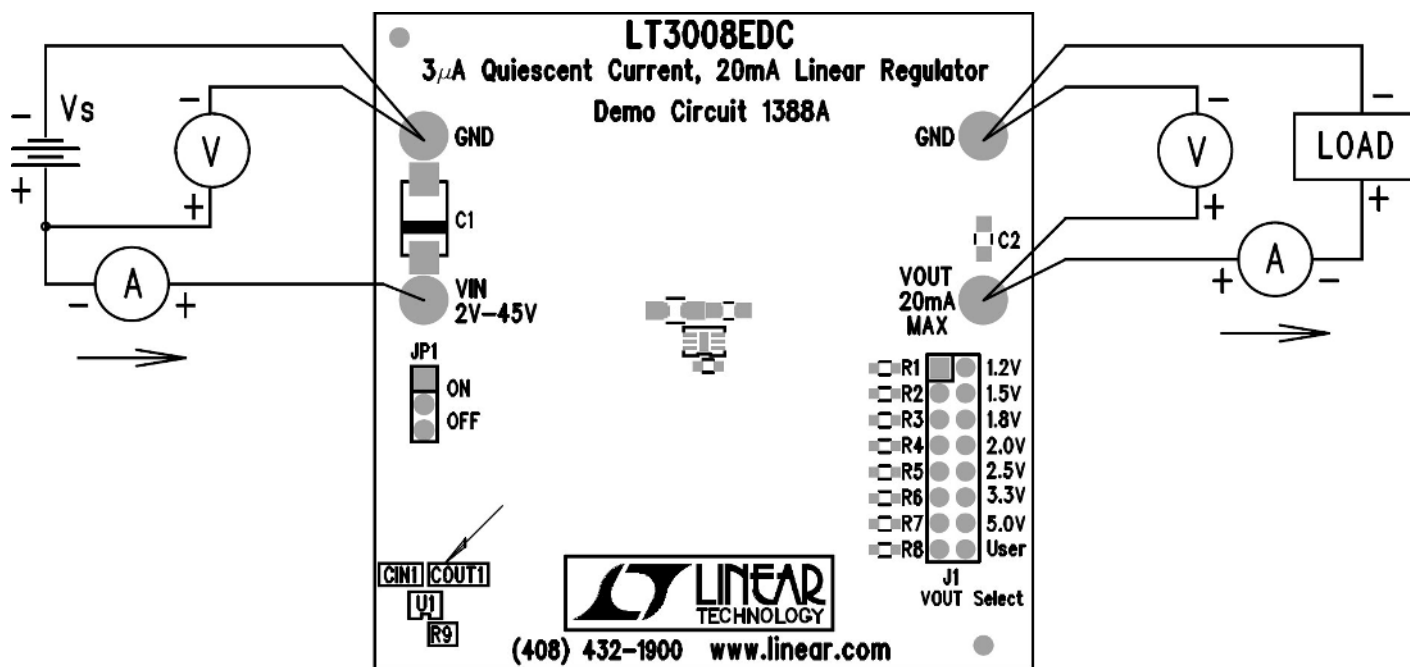 LT3008EDC
3μA Quiescent Current, 20mA Linear Regulator
Demo Circuit 1388A
- Vs
+
-
V
+
- A +
GND
C1
VIN
2V-45V
JP1
ON
OFF
GND
C2
VOUT
20mA
MAX
-
V
+
-
LOAD
+
+ A -
R1 1.2V
R2 1.5V
R3 1.8V
R4 2.0V
R5 2.5V
R6 3.3V
R7 5.0V
R8 User
J1
VOUT Select
CIN1 COUT1
U1
R9
LINEAR
TECHNOLOGY
(408) 432-1900 www.linear.com